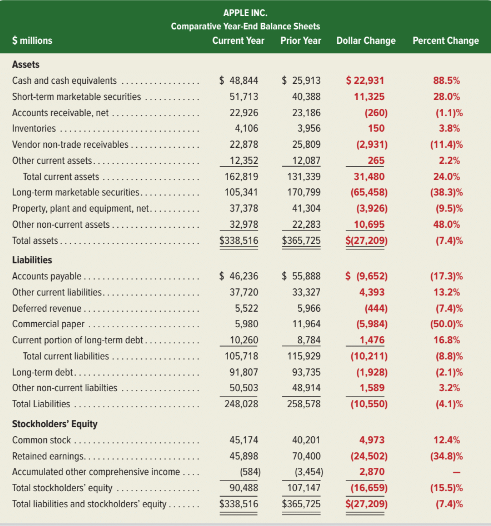 APPLE INC.
Comparative Year-End Balance Sheets
$ millions Current Year Prior Year Dollar Change Percent Change
Assets
Cash and cash equivalents ................ $ 48,844 $ 25,913 $ 22,931 88.5%
Short-term marketable securities ........... 51,713 40,388 11,325 28.0%
Accounts receivable, net .................. 22,926 23,186 (260) (1.1)%
Inventories ............................. 4,106 3,956 150 3.8%
Vendor non-trade receivables .............. 22,878 25,809 (2,931) (11.4)%
Other current assets ...................... 12,352 12,087 265 2.2%
Total current assets .................... 162,819 131,339 31,480 24.0%
Long-term marketable securities ............ 105,341 170,799 (65,458) (38.3)%
Property, plant and equipment, net .......... 37,378 41,304 (3,926) (9.5)%
Other non-current assets .................. 32,978 22,283 10,695 48.0%
Total assets ............................ $338,516 $365,725 $(27,209) (7.4)%
Liabilities
Accounts payable ........................ $ 46,236 $ 55,888 $ (9,652) (17.3)%
Other current liabilities ................... 37,720 33,327 4,393 13.2%
Deferred revenue ........................ 5,522 5,966 (444) (7.4)%
Commercial paper ....................... 5,980 11,964 (5,984) (50.0)%
Current portion of long-term debt ........... 10,260 8,784 1,476 16.8%
Total current liabilities .................. 105,718 115,929 (10,211) (8.8)%
Long-term debt .......................... 91,807 93,735 (1,928) (2.1)%
Other non-current liabilties ................ 50,503 48,914 1,589 3.2%
Total Liabilities .......................... 248,028 258,578 (10,550) (4.1)%
Stockholders' Equity
Common stock ........................... 45,174 40,201 4,973 12.4%
Retained earnings ........................ 45,898 70,400 (24,502) (34.8)%
Accumulated other comprehensive income .... (584) (3,454) 2,870 —
Total stockholders' equity ................. 90,488 107,147 (16,659) (15.5)%
Total liabilities and stockholders' equity ....... $338,516 $365,725 $(27,209) (7.4)%